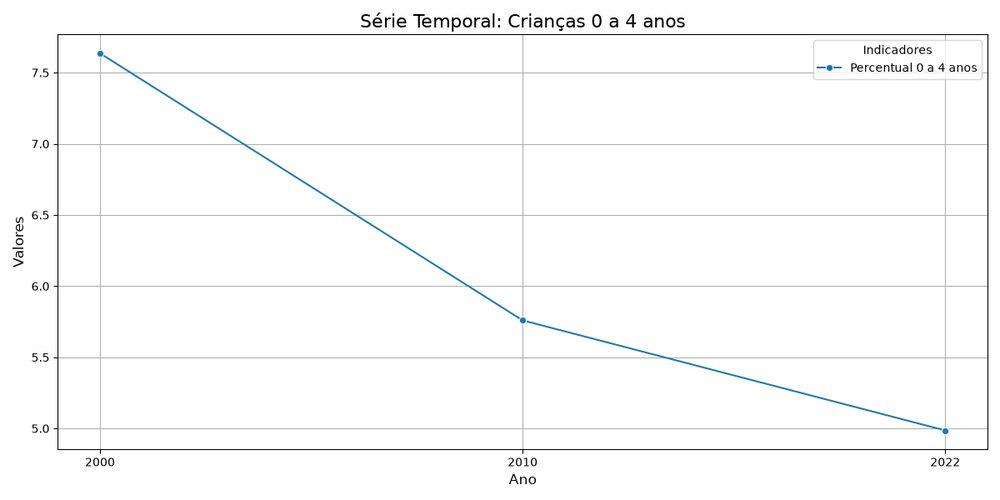 Série Temporal: Crianças 0 a 4 anos
Indicadores
Percentual 0 a 4 anos
Valores
7.5
7.0
6.5
6.0
5.5
5.0
2000
2010
2022
Ano